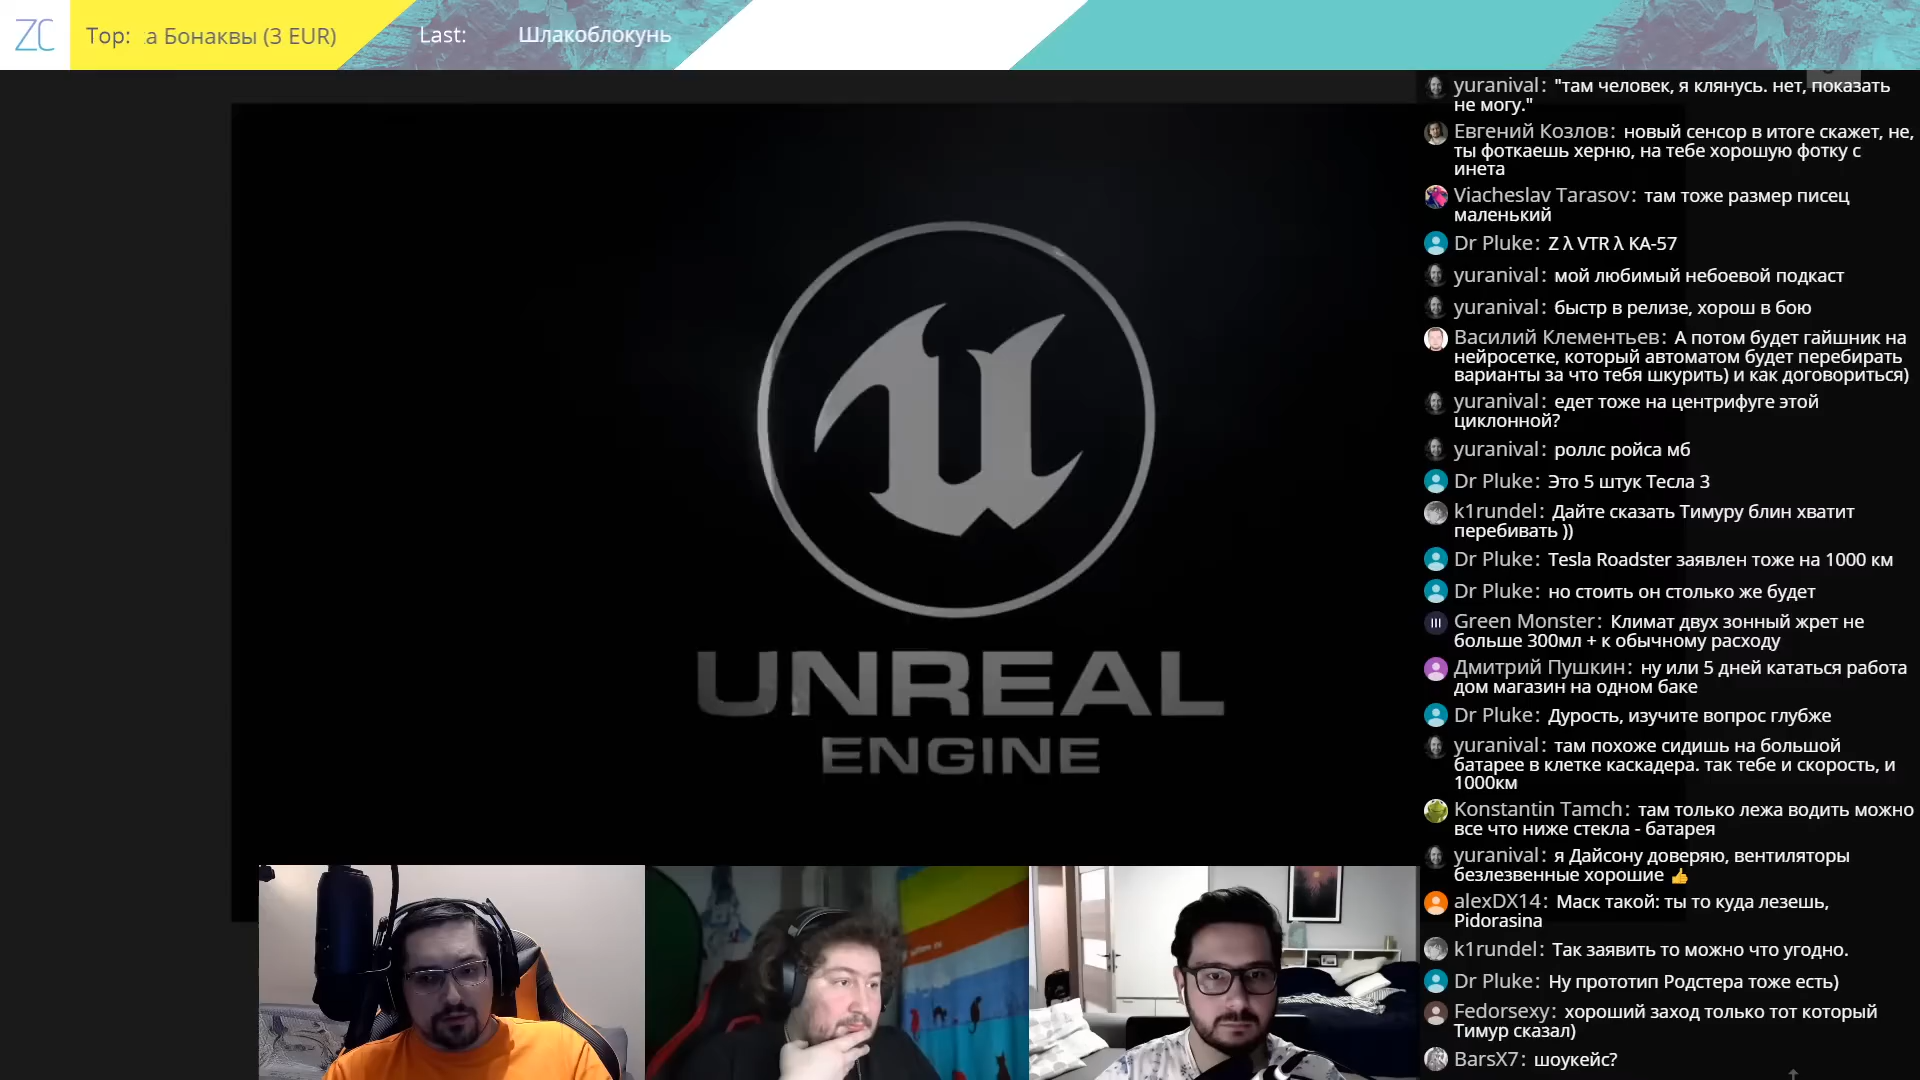 ZC
Top: а Бонаквы (3 EUR)
Last: Шлакоблокунь
yuranival: "там человек, я клянусь. нет, показать
не могу."
Евгений Козлов: новый сенсор в итоге скажет, не,
ты фоткаешь херню, на тебе хорошую фотку с
инета
Viacheslav Tarasov: там тоже размер писец
маленький
Dr Pluke: Z λ VTR λ KA-57
yuranival: мой любимый небоевой подкаст
yuranival: быстр в релизе, хорош в бою
Василий Клементьев: А потом будет гайшник на
нейросетке, который автоматом будет перебирать
варианты за что тебя шкурить) и как договориться)
yuranival: едет тоже на центрифуге этой
циклонной?
yuranival: роллс ройса мб
Dr Pluke: Это 5 штук Тесла 3
k1rundel: Дайте сказать Тимуру блин хватит
перебивать ))
Dr Pluke: Tesla Roadster заявлен тоже на 1000 км
Dr Pluke: но стоить он столько же будет
Green Monster: Климат двух зонный жрет не
больше 300мл + к обычному расходу
Дмитрий Пушкин: ну или 5 дней кататься работа
дом магазин на одном баке
Dr Pluke: Дурость, изучите вопрос глубже
yuranival: там похоже сидишь на большой
батарее в клетке каскадера. так тебе и скорость, и
1000км
Konstantin Tamch: там только лежа водить можно
все что ниже стекла - батарея
yuranival: я Дайсону доверяю, вентиляторы
безлезвенные хорошие 👍
alexDX14: Маск такой: ты то куда лезешь,
Pidorasina
k1rundel: Так заявить то можно что угодно.
Dr Pluke: Ну прототип Родстера тоже есть)
Fedorsexy: хороший заход только тот который
Тимур сказал)
BarsX7: шоукейс?
UNREAL
ENGINE